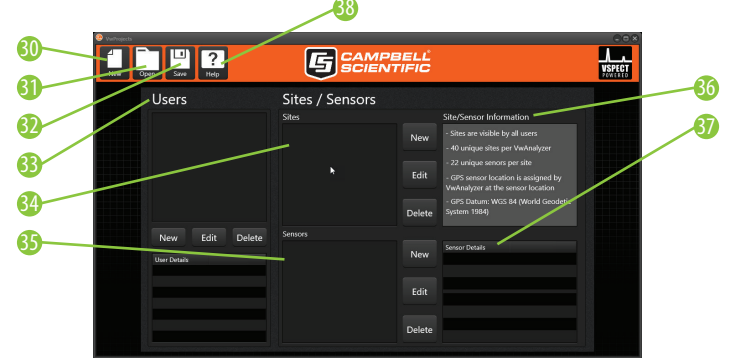 38
30
31
32
33
34
35
36
37
VwProjects
New
Open
Save
Help
CAMPBELL
SCIENTIFIC
VSPECT
POWERED
Users
New
Edit
Delete
User Details
Sites / Sensors
Sites
New
Edit
Delete
Sensors
New
Edit
Delete
Site/Sensor Information
- Sites are visible by all users
- 40 unique sites per VwAnalyzer
- 22 unique senors per site
- GPS sensor location is assigned by
VwAnalyzer at the sensor location
- GPS Datum: WGS 84 (World Geodetic
System 1984)
Sensor Details